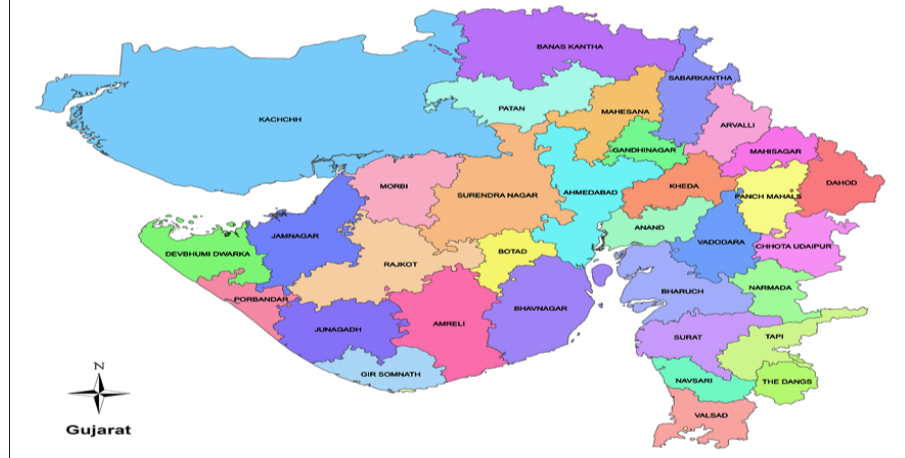 BANAS KANTHA
SABARKANTHA
PATAN
MAHESANA
KACHCHH
ARVALLI
GANDHINAGAR
MAHISAGAR
MORBI
KHEDA
DAHOD
SURENDRA NAGAR
AHMEDABAD
PANCH MAHALS
ANAND
JAMNAGAR
VADODARA
CHHOTA UDAIPUR
DEVBHUMI DWARKA
BOTAD
RAJKOT
NARMADA
BHARUCH
PORBANDAR
BHAVNAGAR
JUNAGADH
AMRELI
SURAT
TAPI
N
GIR SOMNATH
NAVSARI
THE DANGS
VALSAD
Gujarat